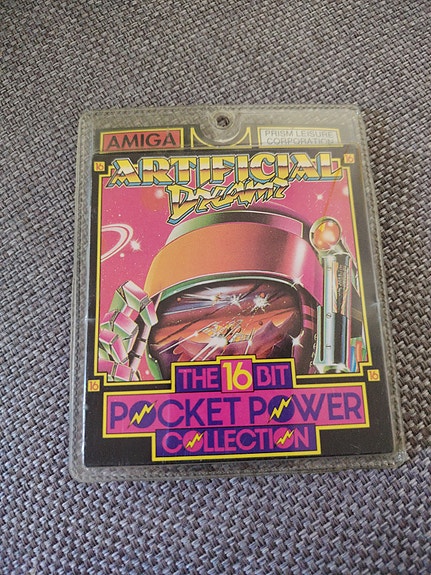 AMIGA
PRISM LEISURE
CORPORATION
ARTIFICIAL
Dreams
16
16
THE 16 BIT
16
16
POCKET POWER
COLLECTION